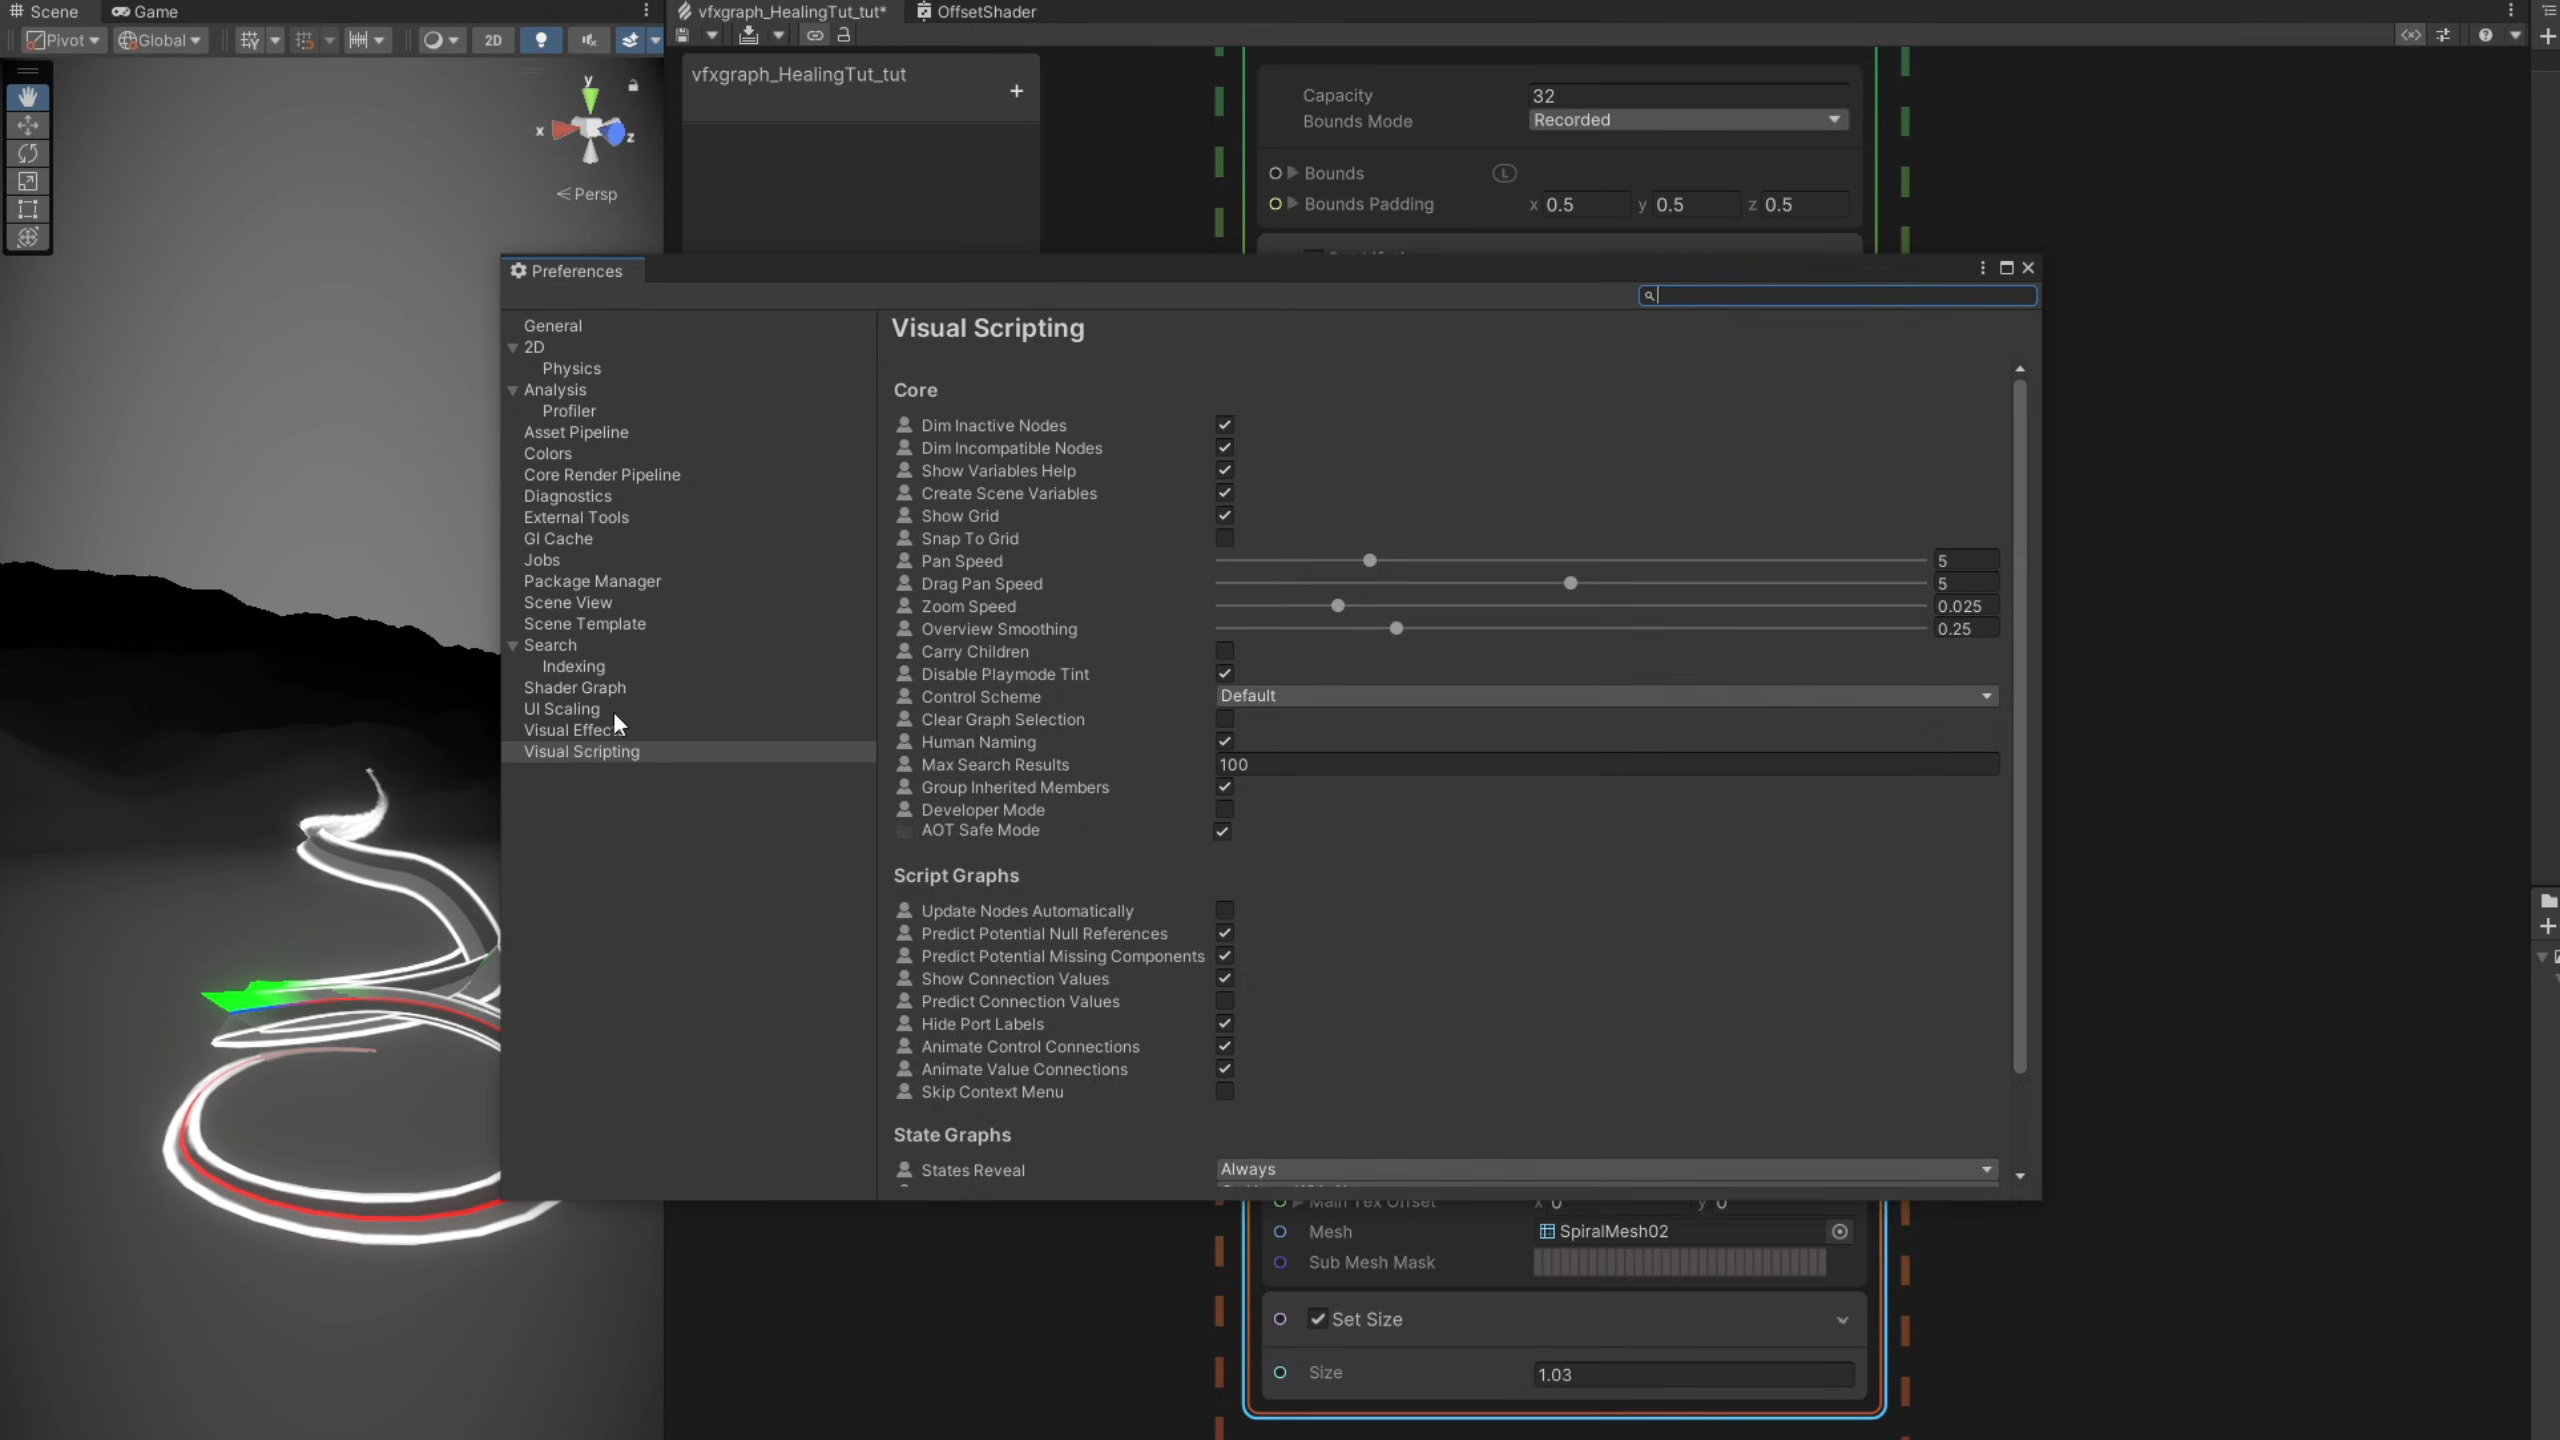 Scene
Game
vfxgraph_HealingTut_tut*
OffsetShader
Pivot
Global
2D
y
x
z
Persp
vfxgraph_HealingTut_tut
+
Capacity 32
Bounds Mode Recorded
Bounds L
Bounds Padding x 0.5 y 0.5 z 0.5
Preferences
General
2D
Physics
Analysis
Profiler
Asset Pipeline
Colors
Core Render Pipeline
Diagnostics
External Tools
GI Cache
Jobs
Package Manager
Scene View
Scene Template
Search
Indexing
Shader Graph
UI Scaling
Visual Effec
Visual Scripting
Visual Scripting
Core
Dim Inactive Nodes
Dim Incompatible Nodes
Show Variables Help
Create Scene Variables
Show Grid
Snap To Grid
Pan Speed 5
Drag Pan Speed 5
Zoom Speed 0.025
Overview Smoothing 0.25
Carry Children
Disable Playmode Tint
Control Scheme Default
Clear Graph Selection
Human Naming
Max Search Results 100
Group Inherited Members
Developer Mode
AOT Safe Mode
Script Graphs
Update Nodes Automatically
Predict Potential Null References
Predict Potential Missing Components
Show Connection Values
Predict Connection Values
Hide Port Labels
Animate Control Connections
Animate Value Connections
Skip Context Menu
State Graphs
States Reveal Always
Main Tex Offset x 0 y 0
Mesh SpiralMesh02
Sub Mesh Mask
Set Size
Size 1.03